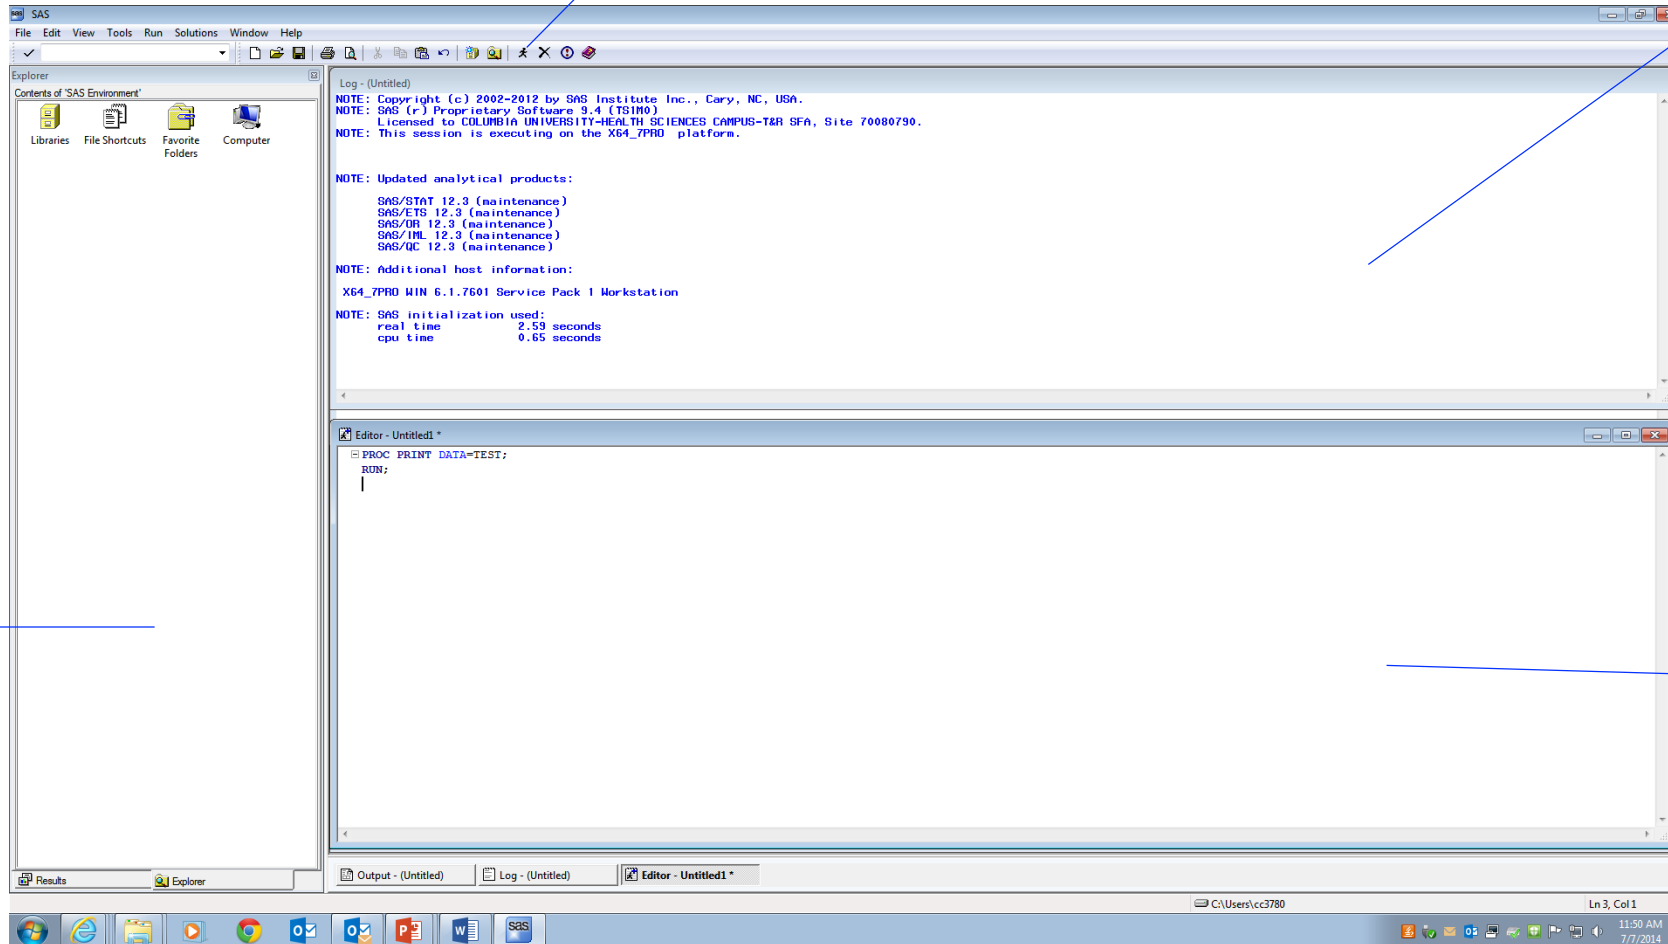 SAS
File Edit View Tools Run Solutions Window Help
Explorer
Contents of 'SAS Environment'
Libraries
File Shortcuts
Favorite
Folders
Computer
Log - (Untitled)
NOTE: Copyright (c) 2002-2012 by SAS Institute Inc., Cary, NC, USA.
NOTE: SAS (r) Proprietary Software 9.4 (TS1M0)
Licensed to COLUMBIA UNIVERSITY-HEALTH SCIENCES CAMPUS-T&R SFA, Site 70080790.
NOTE: This session is executing on the X64_7PRO platform.
NOTE: Updated analytical products:
SAS/STAT 12.3 (maintenance)
SAS/ETS 12.3 (maintenance)
SAS/OR 12.3 (maintenance)
SAS/IML 12.3 (maintenance)
SAS/QC 12.3 (maintenance)
NOTE: Additional host information:
X64_7PRO WIN 6.1.7601 Service Pack 1 Workstation
NOTE: SAS initialization used:
real time 2.59 seconds
cpu time 0.65 seconds
Editor - Untitled1 *
PROC PRINT DATA=TEST;
RUN;
Results
Explorer
Output - (Untitled)
Log - (Untitled)
Editor - Untitled1 *
C:\Users\cc3780
Ln 3, Col 1
sas
11:50 AM
7/7/2014